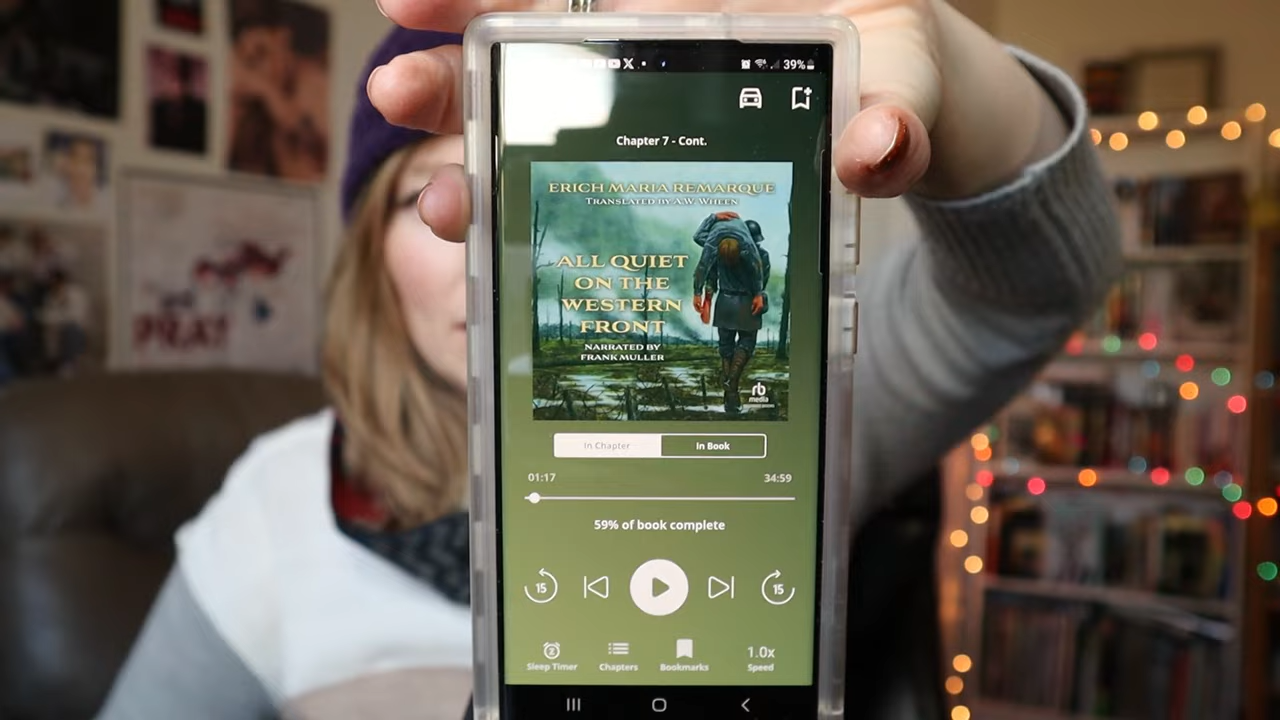 39%
Chapter 7 - Cont.
ERICH MARIA REMARQUE
TRANSLATED BY A.W. WHEEN
ALL QUIET
ON THE
WESTERN
FRONT
NARRATED BY
FRANK MULLER
rb
media
In Chapter In Book
01:17 34:59
59% of book complete
15 15
1.0x
Sleep Timer Chapters Bookmarks Speed
PRAY